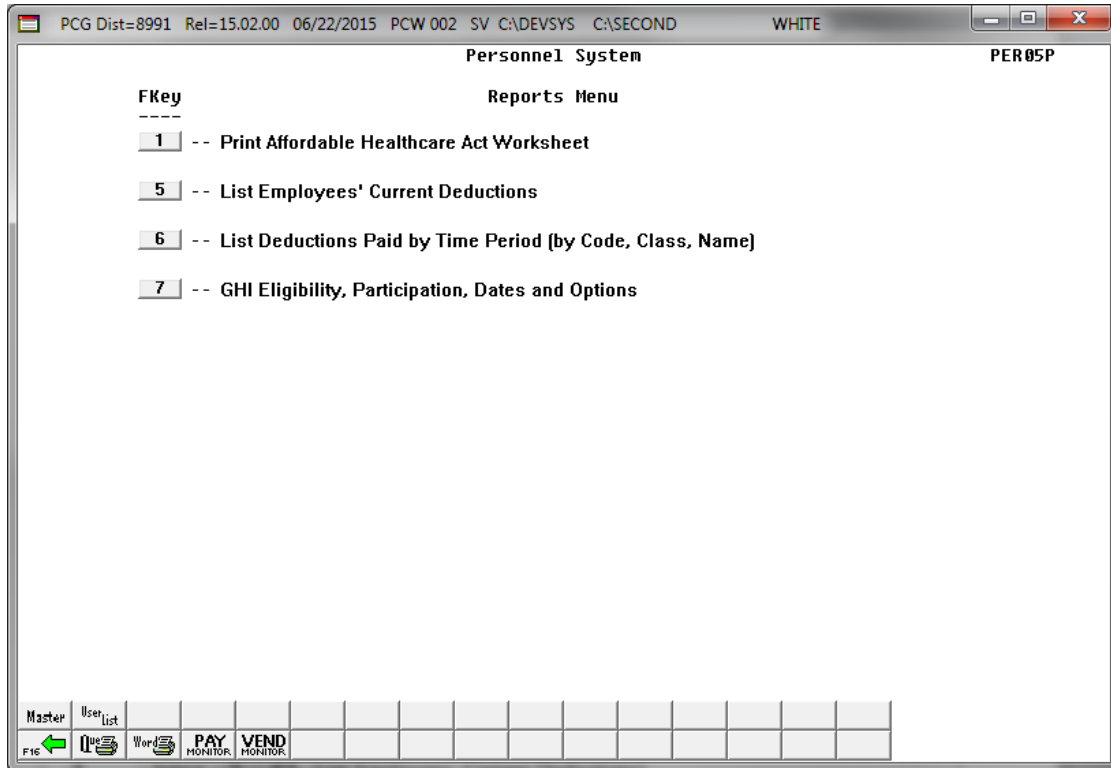 PCG Dist=8991 Rel=15.02.00 06/22/2015 PCW 002 SV C:\DEVSYS C:\SECOND WHITE
Personnel System PER05P
FKey Reports Menu
----
1 -- Print Affordable Healthcare Act Worksheet
5 -- List Employees' Current Deductions
6 -- List Deductions Paid by Time Period (by Code, Class, Name)
7 -- GHI Eligibility, Participation, Dates and Options
Master User List
F16 Que Word PAY MONITOR VEND MONITOR